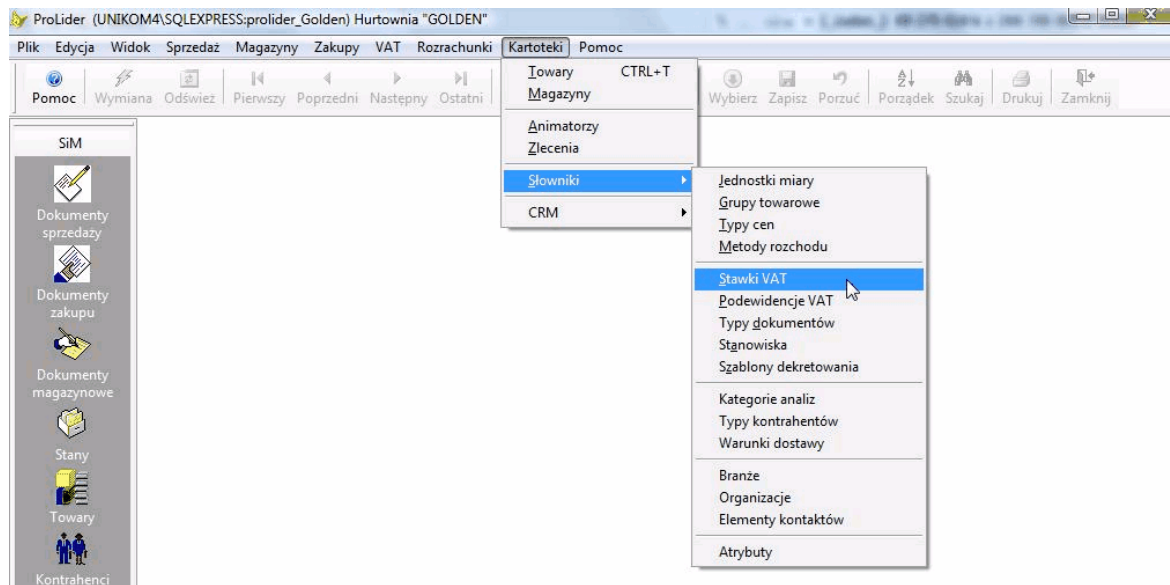 ProLider (UNIKOM4\SQLEXPRESS:prolider_Golden) Hurtownia "GOLDEN"
Plik Edycja Widok Sprzedaż Magazyny Zakupy VAT Rozrachunki Kartoteki Pomoc
Pomoc Wymiana Odśwież Pierwszy Poprzedni Następny Ostatni Wybierz Zapisz Porzuć Porządek Szukaj Drukuj Zamknij
Towary CTRL+T
Magazyny
Animatorzy
Zlecenia
Słowniki
CRM
Jednostki miary
Grupy towarowe
Typy cen
Metody rozchodu
Stawki VAT
Podewidencje VAT
Typy dokumentów
Stanowiska
Szablony dekretowania
Kategorie analiz
Typy kontrahentów
Warunki dostawy
Branże
Organizacje
Elementy kontaktów
Atrybuty
SiM
Dokumenty
sprzedaży
Dokumenty
zakupu
Dokumenty
magazynowe
Stany
Towary
Kontrahenci